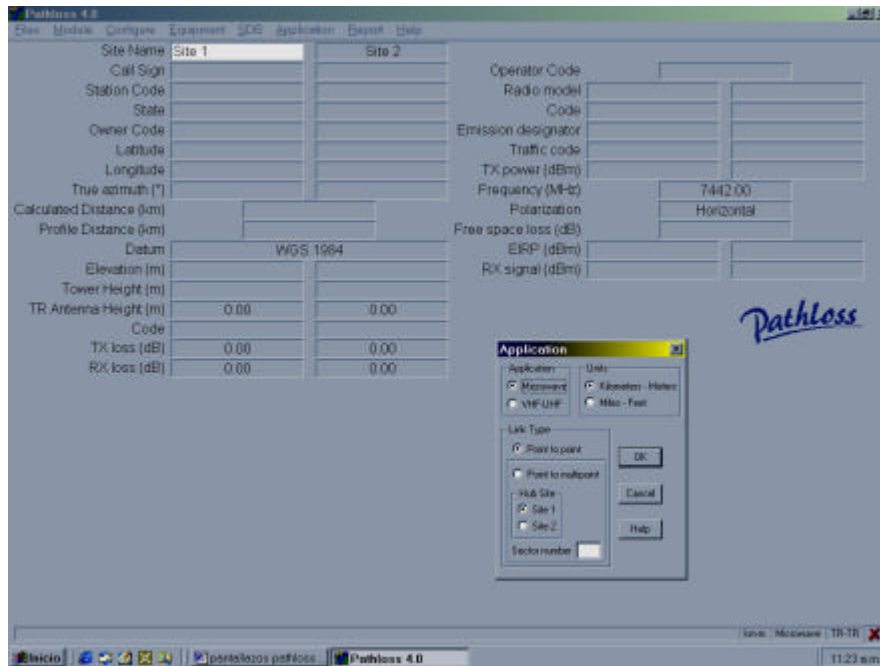 Pathloss 4.0
Files Module Configure Equipment SDB Application Report Help
Site Name Site 1 Site 2
Call Sign Operator Code
Station Code Radio model
State Code
Owner Code Emission designator
Latitude Traffic code
Longitude TX power (dBm)
True azimuth (°) Frequency (MHz) 7442.00
Calculated Distance (km) Polarization Horizontal
Profile Distance (km) Free space loss (dB)
Datum WGS 1984 EIRP (dBm)
Elevation (m) RX signal (dBm)
Tower Height (m)
TR Antenna Height (m) 0.00 0.00
Code
TX loss (dB) 0.00 0.00
RX loss (dB) 0.00 0.00
Pathloss
Application
Application Units
Microwave Kilometers - Meters
VHF-UHF Miles - Feet
Link Type
Point to point
OK
Point to multipoint
Hub Site Cancel
Site 1
Site 2 Help
Sector number
Microwave TR-TR
Inicio pantallazos pathloss Pathloss 4.0 11:23